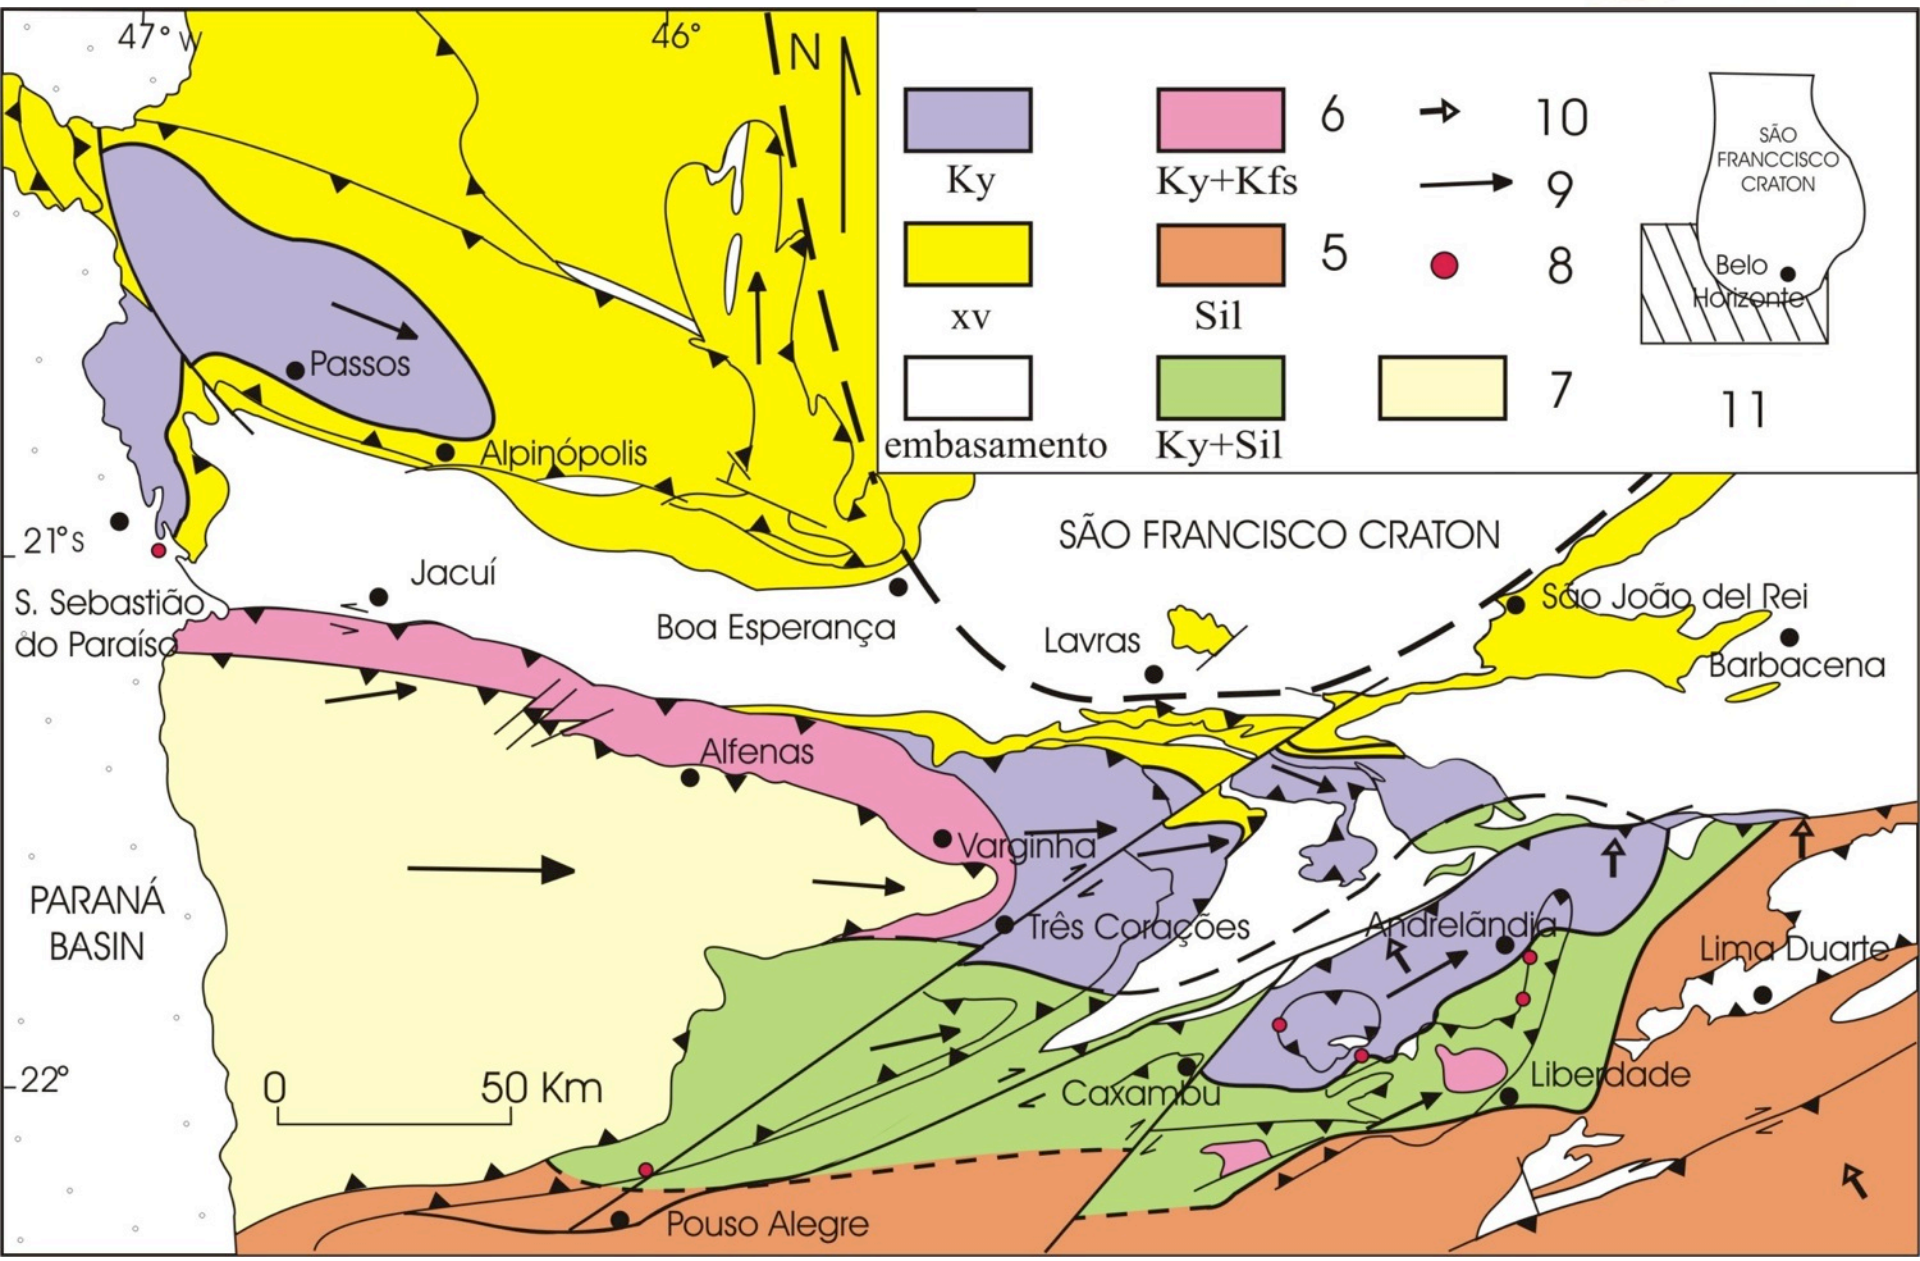 47° W
46°
N
Ky
Ky+Kfs
6
10
9
xv
Sil
5
8
embasamento
Ky+Sil
7
11
SÃO
FRANCCISCO
CRATON
Belo
Horizonte
Passos
Alpinópolis
21°s
SÃO FRANCISCO CRATON
Jacuí
S. Sebastião
do Paraíso
Boa Esperança
Lavras
São João del Rei
Barbacena
Alfenas
Varginha
PARANÁ
BASIN
Três Corações
Andrelãndia
Lima Duarte
22°
0
50 Km
Caxambu
Liberdade
Pouso Alegre